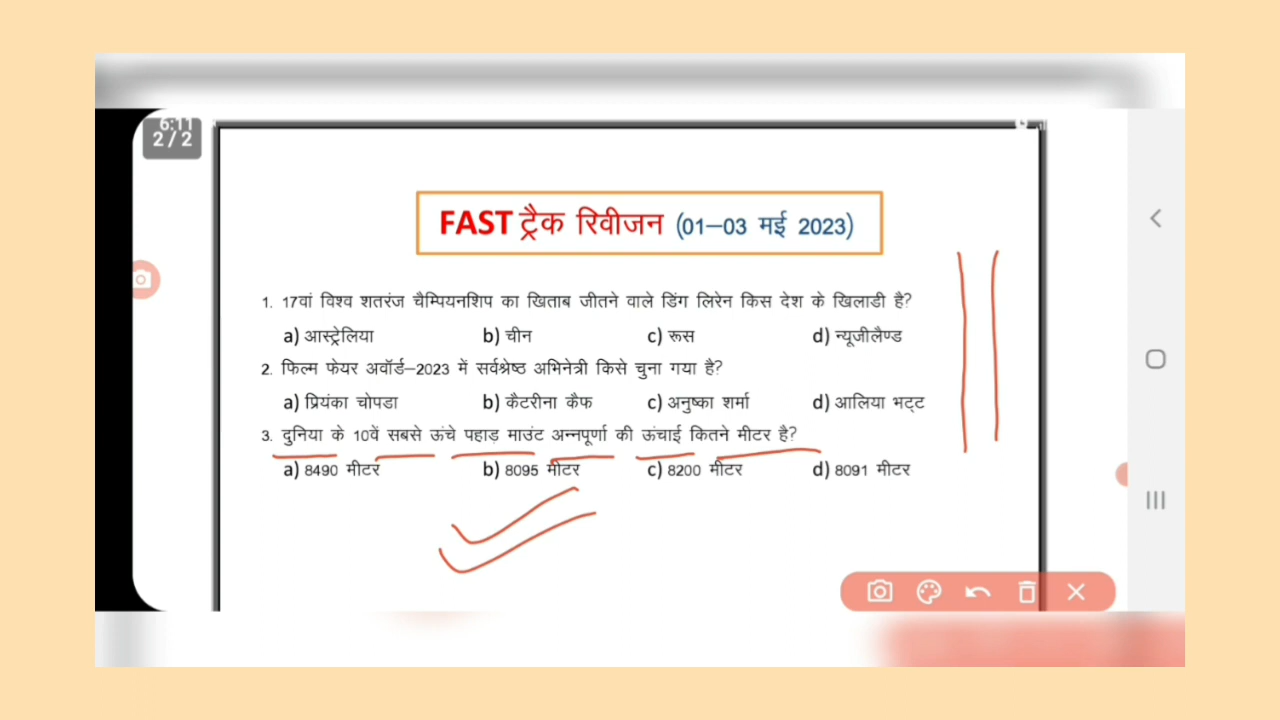 6:11
2 / 2
FAST ट्रैक रिवीजन (01–03 मई 2023)
1. 17वां विश्व शतरंज चैम्पियनशिप का खिताब जीतने वाले डिंग लिरेन किस देश के खिलाडी है?
a) आस्ट्रेलिया b) चीन c) रूस d) न्यूजीलैण्ड
2. फिल्म फेयर अवॉर्ड–2023 में सर्वश्रेष्ठ अभिनेत्री किसे चुना गया है?
a) प्रियंका चोपडा b) कैटरीना कैफ c) अनुष्का शर्मा d) आलिया भट्ट
3. दुनिया के 10वें सबसे ऊंचे पहाड़ माउंट अन्नपूर्णा की ऊंचाई कितने मीटर है?
a) 8490 मीटर b) 8095 मीटर c) 8200 मीटर d) 8091 मीटर